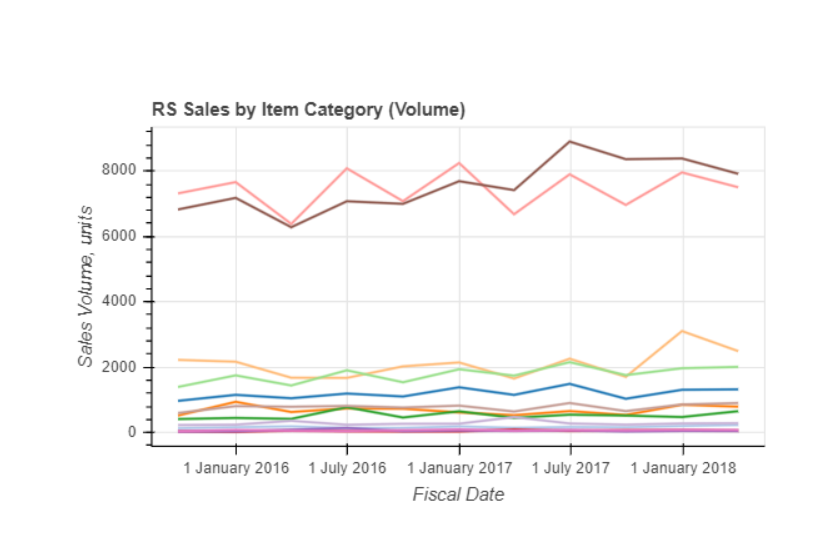 RS Sales by Item Category (Volume)
8000
6000
4000
2000
0
Sales Volume, units
1 January 2016
1 July 2016
1 January 2017
1 July 2017
1 January 2018
Fiscal Date